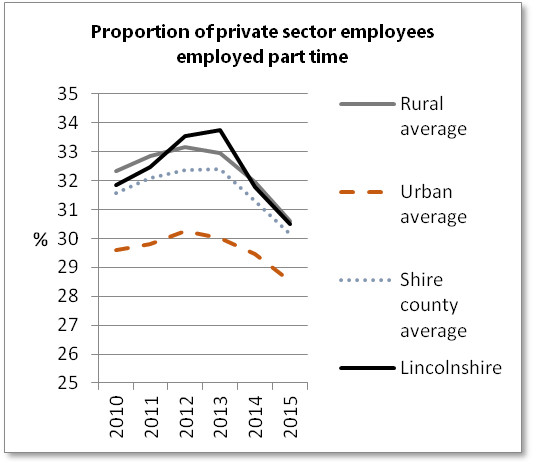 Proportion of private sector employees
employed part time
35
34
33
32
31
30
29
28
27
26
25
%
2010
2011
2012
2013
2014
2015
Rural
average
Urban
average
Shire
county
average
Lincolnshire